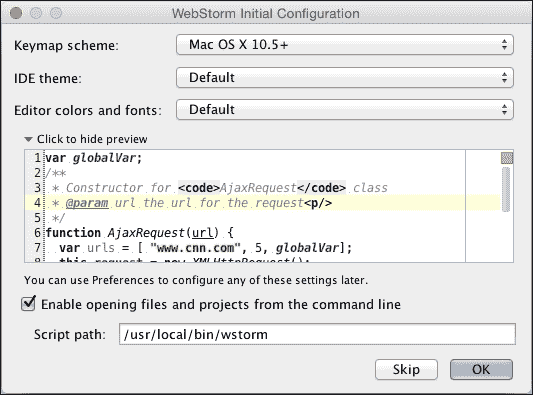 WebStorm Initial Configuration
Keymap scheme: Mac OS X 10.5+
IDE theme: Default
Editor colors and fonts: Default
Click to hide preview
1 var globalVar;
2 /**
3 * Constructor for <code>AjaxRequest</code> class
4 * @param url the url for the request<p/>
5 */
6 function AjaxRequest(url) {
7 var urls = [ "www.cnn.com", 5, globalVar];
8 this.request = new XMLHttpRequest();
You can use Preferences to configure any of these settings later.
Enable opening files and projects from the command line
Script path: /usr/local/bin/wstorm
Skip OK